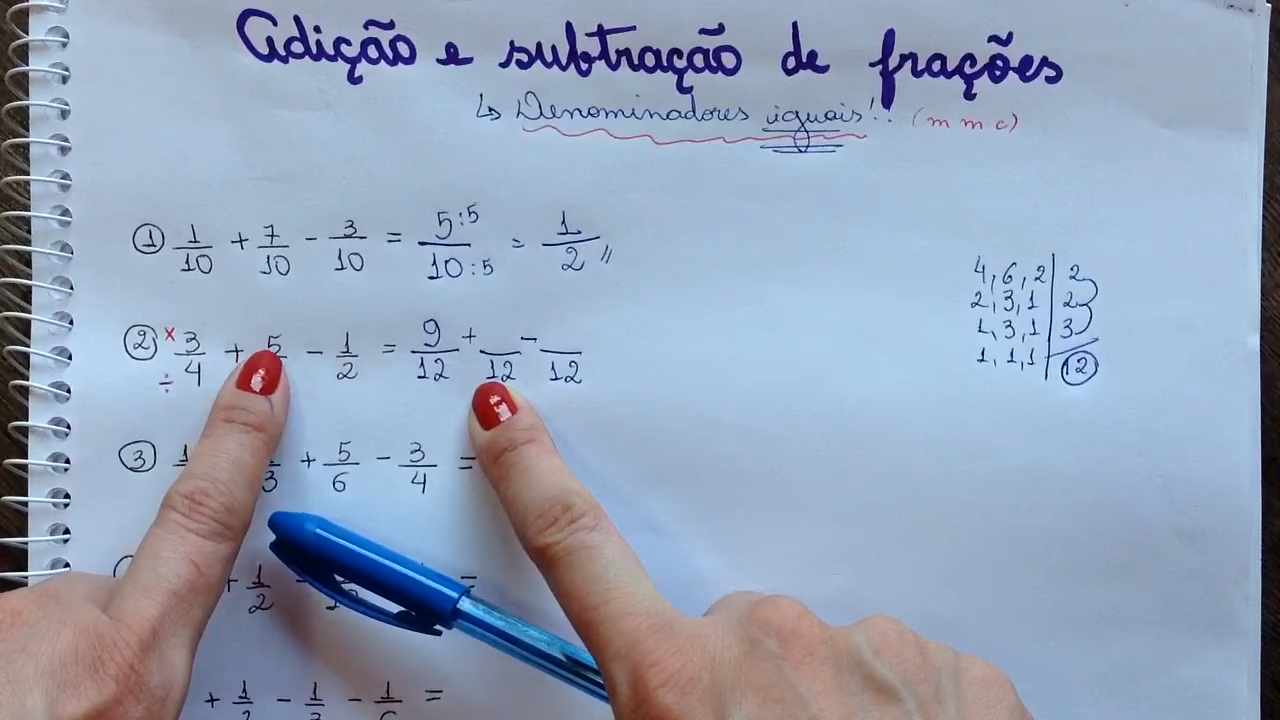 Adição e subtração de frações
↳ Denominadores iguais!! (m m c)
① 1/10 + 7/10 - 3/10 = 5:5/10:5 = 1/2 //
4, 6, 2 | 2
2, 3, 1 | 2
1, 3, 1 | 3
1, 1, 1 | 12
② × ÷ 3/4 + 5 - 1/2 = 9/12 + /12 - /12
③ 1 3 + 5/6 - 3/4 =
+ 1/2 - =
+ 1/2 - 1/3 - 1/6 =